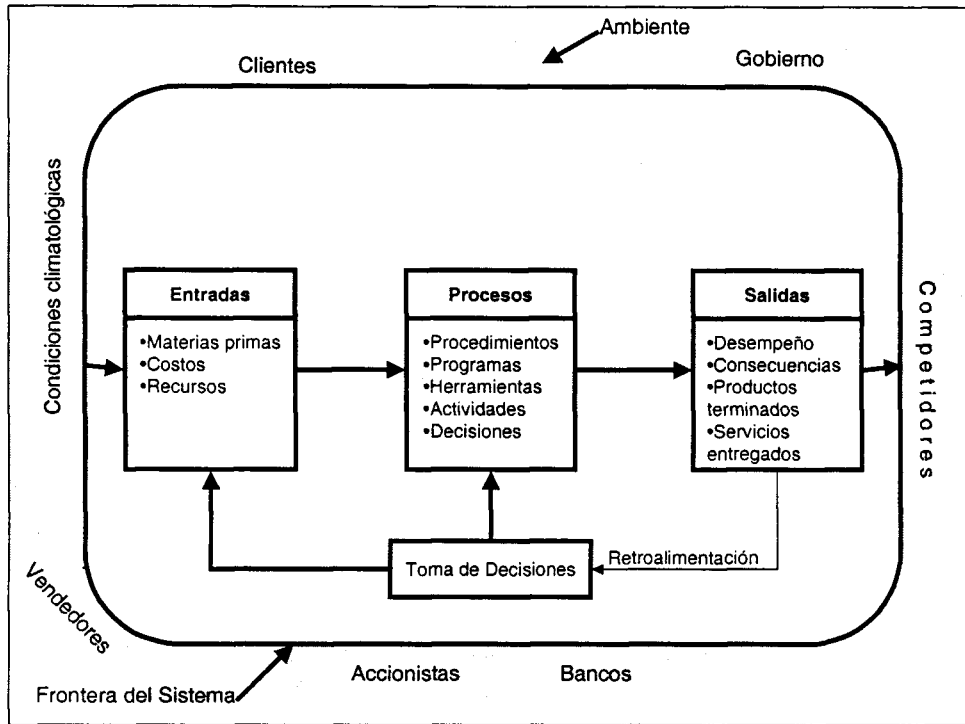 Ambiente
Clientes
Gobierno
Condiciones climatológicas
Entradas
•Materias primas
•Costos
•Recursos
Procesos
•Procedimientos
•Programas
•Herramientas
•Actividades
•Decisiones
Salidas
•Desempeño
•Consecuencias
•Productos
terminados
•Servicios
entregados
Competidores
Toma de Decisiones
Retroalimentación
Vendedores
Accionistas
Bancos
Frontera del Sistema